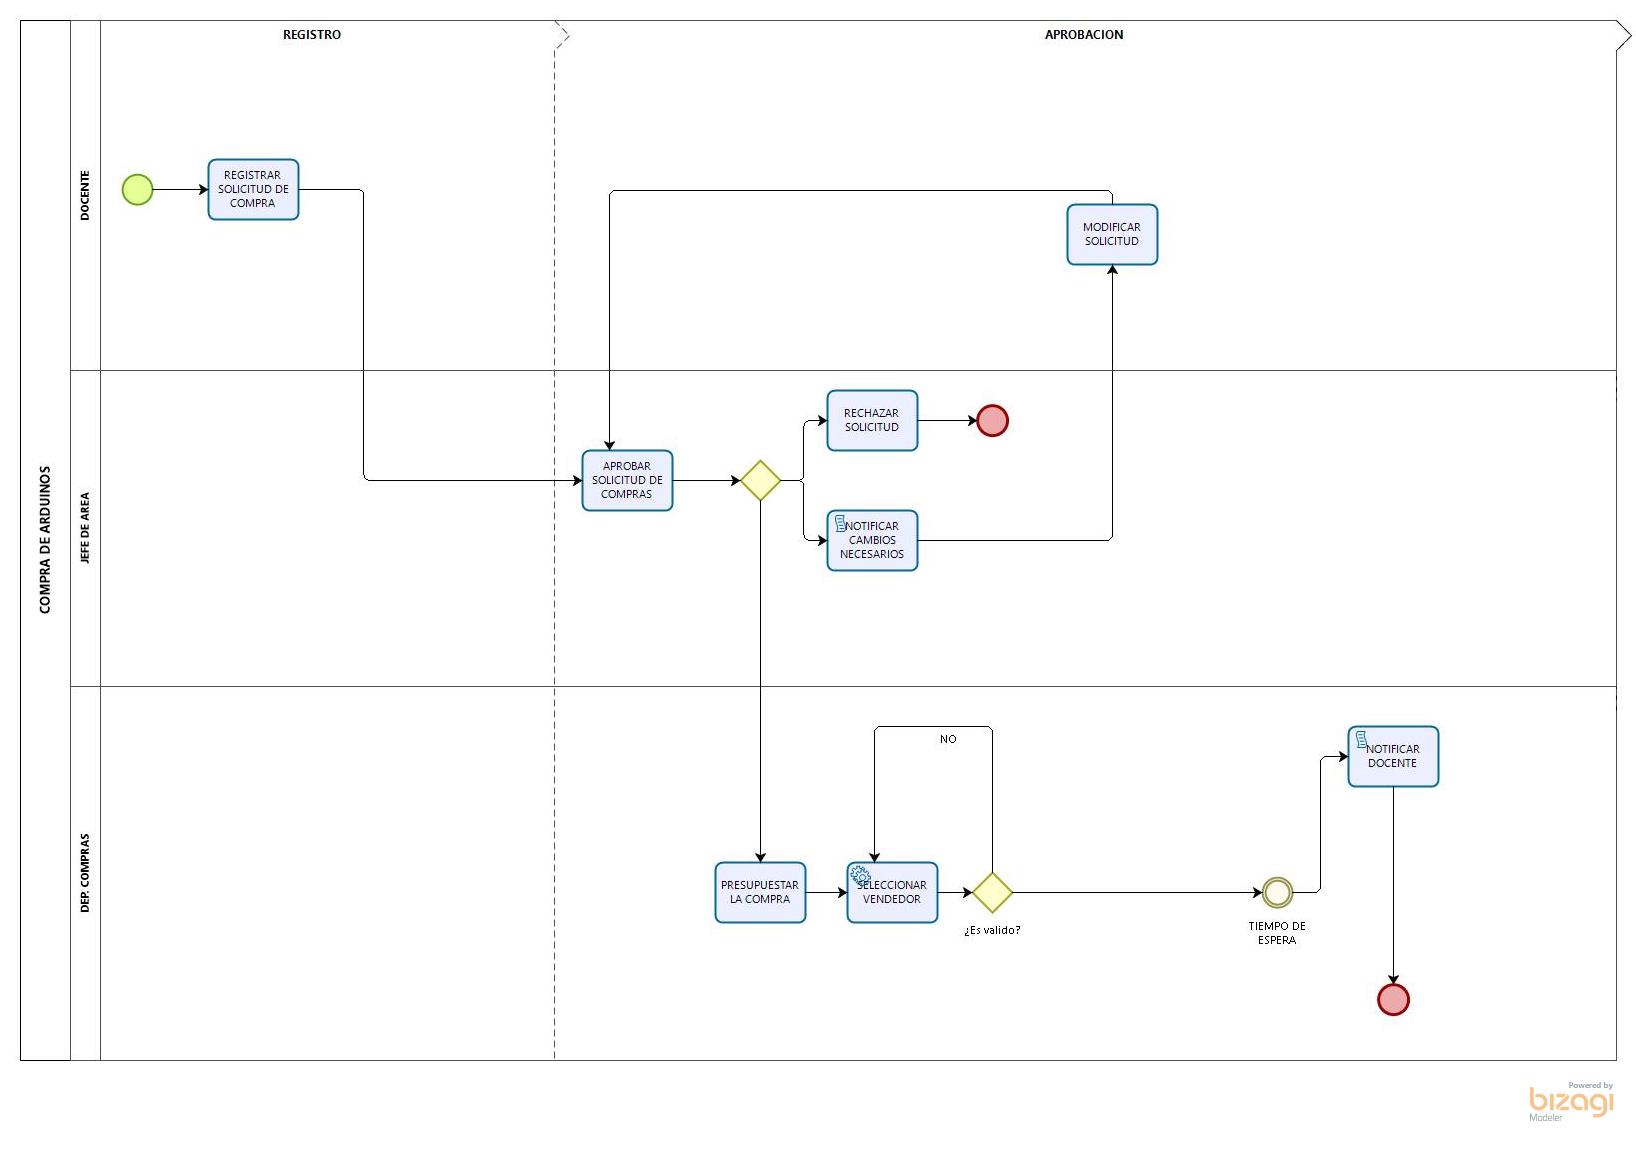 REGISTRO
APROBACION
COMPRA DE ARDUINOS
DOCENTE
REGISTRAR
SOLICITUD DE
COMPRA
MODIFICAR
SOLICITUD
JEFE DE AREA
APROBAR
SOLICITUD DE
COMPRAS
RECHAZAR
SOLICITUD
NOTIFICAR
CAMBIOS
NECESARIOS
DEP. COMPRAS
PRESUPUESTAR
LA COMPRA
SELECCIONAR
VENDEDOR
NO
¿Es valido?
TIEMPO DE
ESPERA
NOTIFICAR
DOCENTE
Powered by
bizagi
Modeler